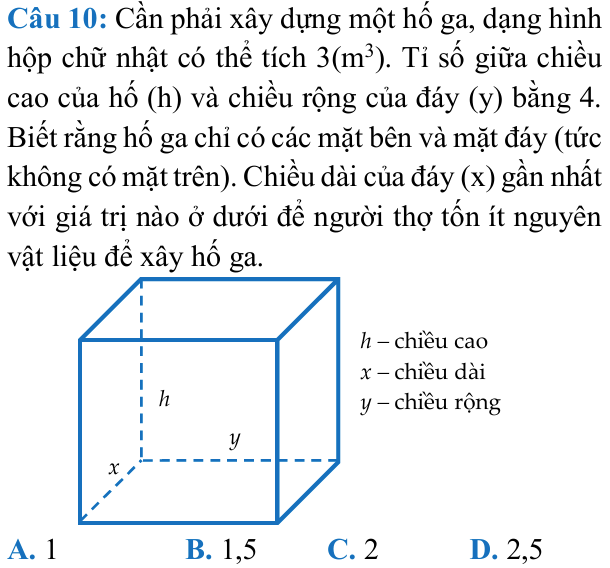 Câu 10: Cần phải xây dựng một hố ga, dạng hình
hộp chữ nhật có thể tích 3(m³). Tỉ số giữa chiều
cao của hố (h) và chiều rộng của đáy (y) bằng 4.
Biết rằng hố ga chỉ có các mặt bên và mặt đáy (tức
không có mặt trên). Chiều dài của đáy (x) gần nhất
với giá trị nào ở dưới để người thợ tốn ít nguyên
vật liệu để xây hố ga.
h – chiều cao
x – chiều dài
y – chiều rộng
h
y
x
A. 1 B. 1,5 C. 2 D. 2,5